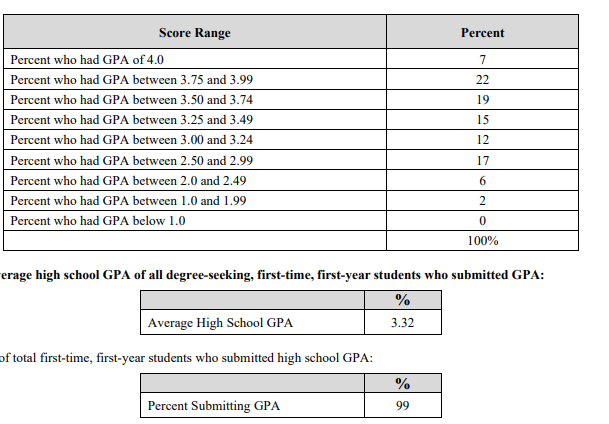 Score Range Percent
Percent who had GPA of 4.0 7
Percent who had GPA between 3.75 and 3.99 22
Percent who had GPA between 3.50 and 3.74 19
Percent who had GPA between 3.25 and 3.49 15
Percent who had GPA between 3.00 and 3.24 12
Percent who had GPA between 2.50 and 2.99 17
Percent who had GPA between 2.0 and 2.49 6
Percent who had GPA between 1.0 and 1.99 2
Percent who had GPA below 1.0 0
100%
erage high school GPA of all degree-seeking, first-time, first-year students who submitted GPA:
%
Average High School GPA 3.32
of total first-time, first-year students who submitted high school GPA:
%
Percent Submitting GPA 99